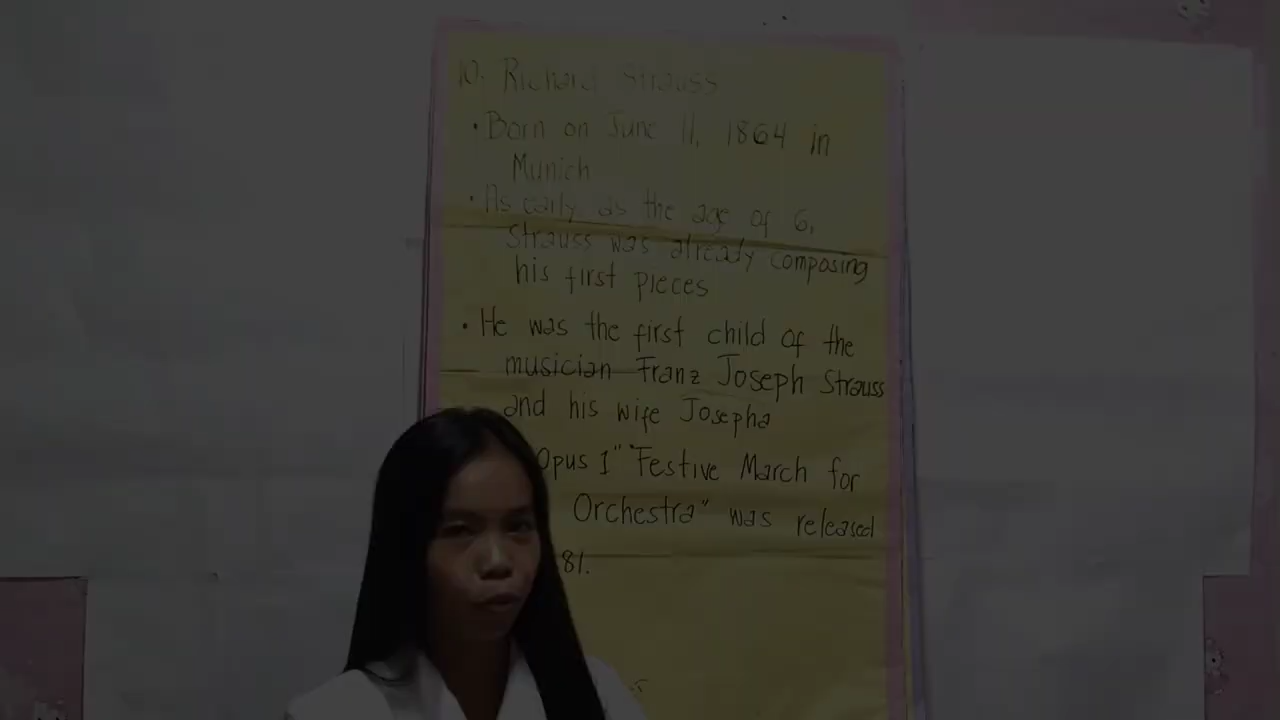 10. Richard Strauss
• Born on June 11, 1864 in
Munich
• As early as the age of 6,
Strauss was already composing
his first pieces
• He was the first child of the
musician Franz Joseph Strauss
and his wife Josepha
Opus 1" "Festive March for
Orchestra" was released
81.